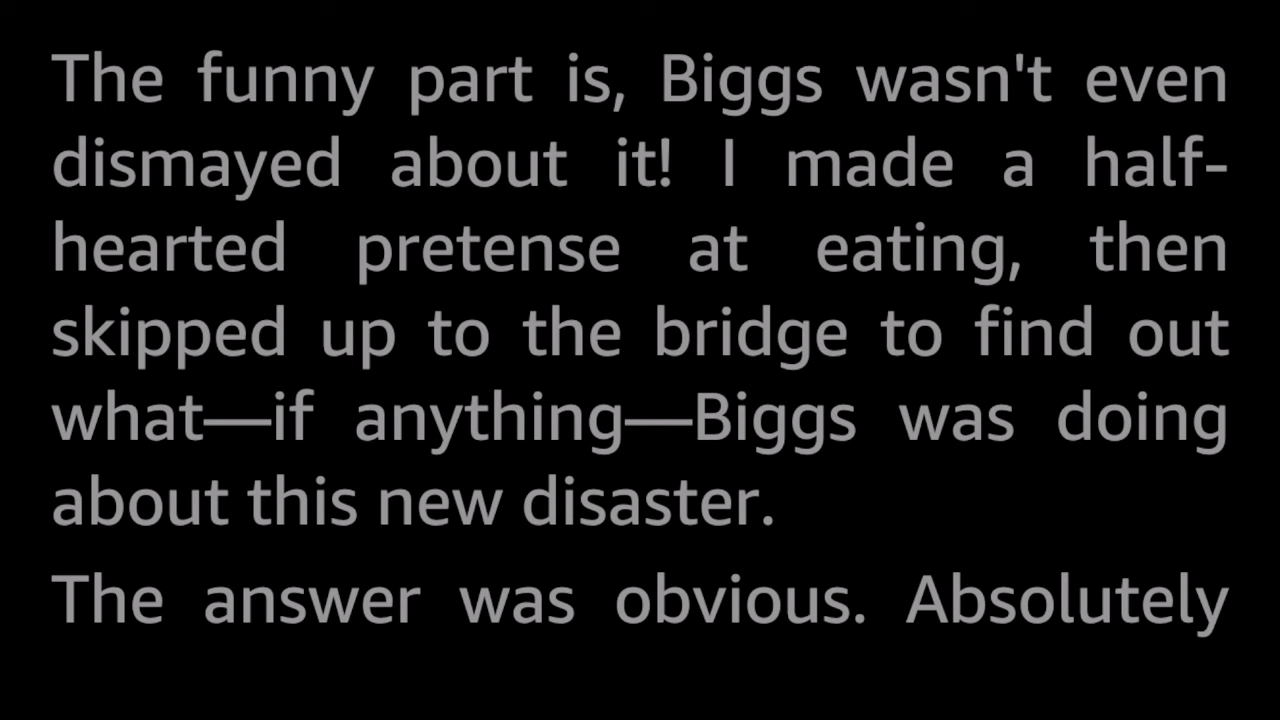 The funny part is, Biggs wasn't even
dismayed about it! I made a half-
hearted pretense at eating, then
skipped up to the bridge to find out
what—if anything—Biggs was doing
about this new disaster.
The answer was obvious. Absolutely